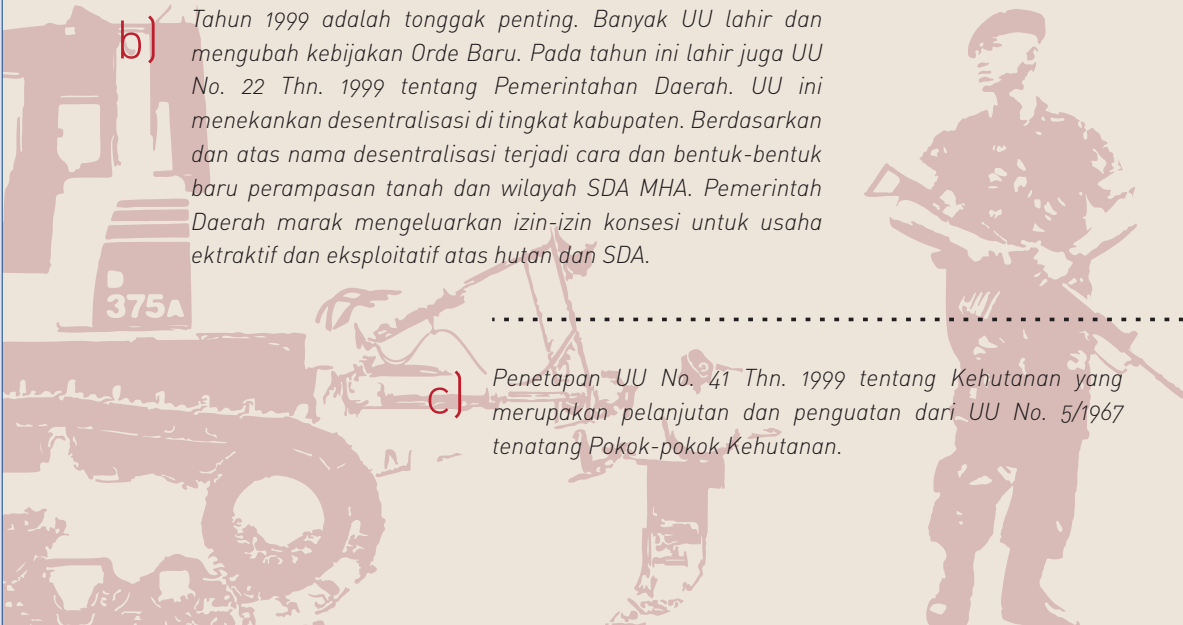 b)
Tahun 1999 adalah tonggak penting. Banyak UU lahir dan
mengubah kebijakan Orde Baru. Pada tahun ini lahir juga UU
No. 22 Thn. 1999 tentang Pemerintahan Daerah. UU ini
menekankan desentralisasi di tingkat kabupaten. Berdasarkan
dan atas nama desentralisasi terjadi cara dan bentuk-bentuk
baru perampasan tanah dan wilayah SDA MHA. Pemerintah
Daerah marak mengeluarkan izin-izin konsesi untuk usaha
ektraktif dan eksploitatif atas hutan dan SDA.
375A
c)
Penetapan UU No. 41 Thn. 1999 tentang Kehutanan yang
merupakan pelanjutan dan penguatan dari UU No. 5/1967
tenatang Pokok-pokok Kehutanan.